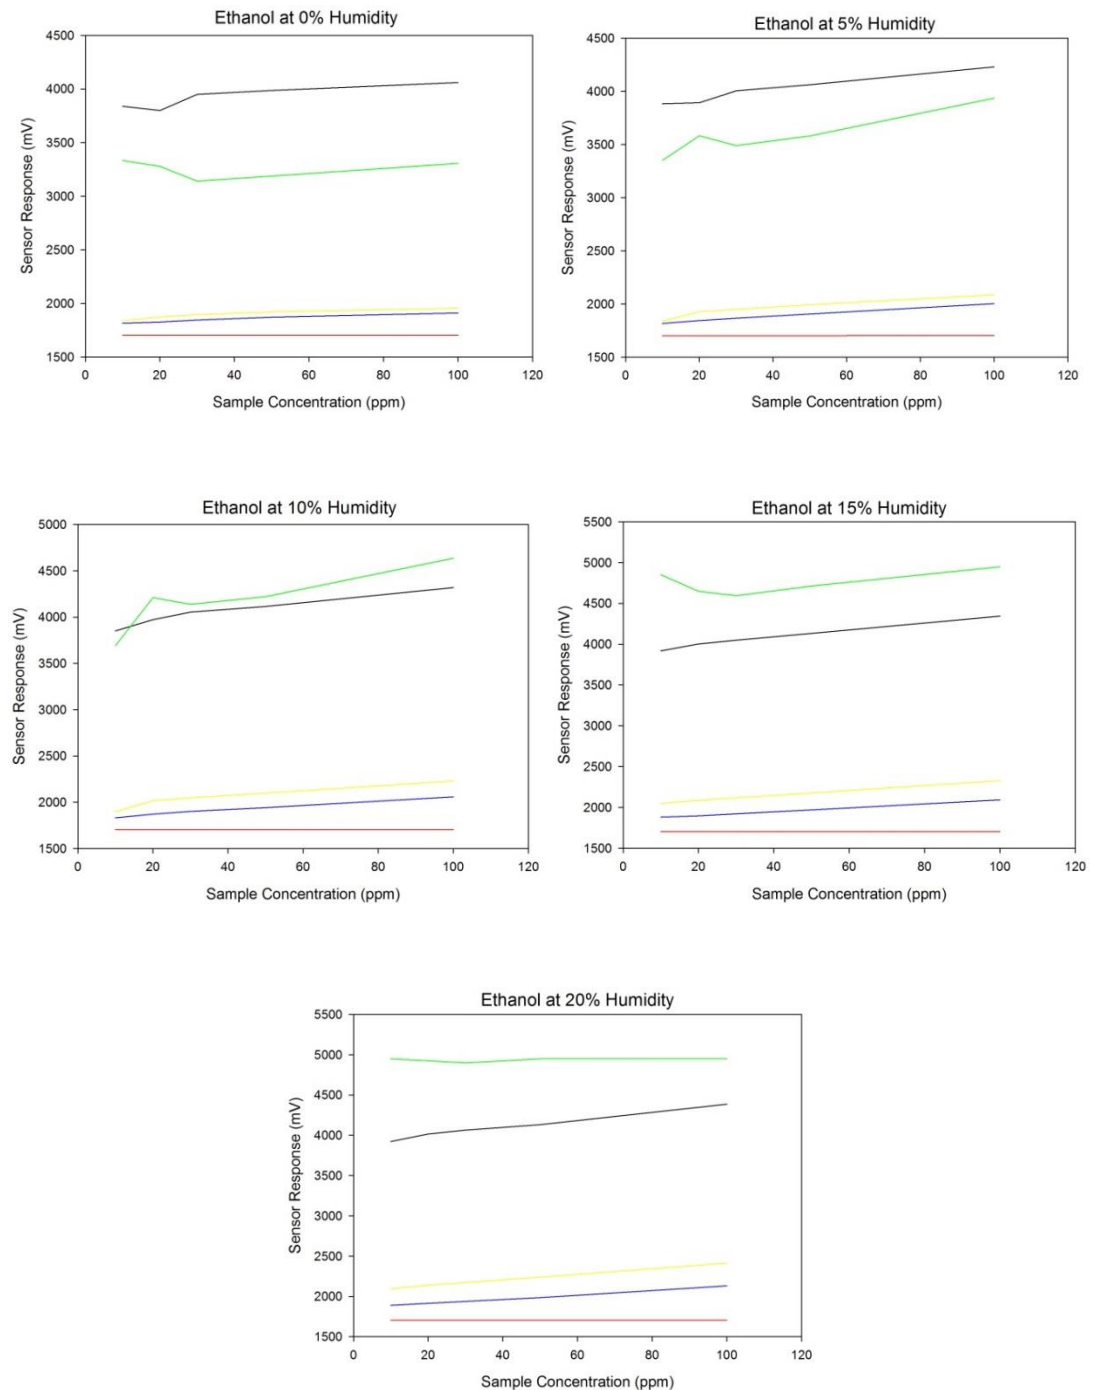 Ethanol at 0% Humidity
4500
4000
3500
3000
2500
2000
1500
Sensor Response (mV)
0 20 40 60 80 100 120
Sample Concentration (ppm)
Ethanol at 5% Humidity
4500
4000
3500
3000
2500
2000
1500
Sensor Response (mV)
0 20 40 60 80 100 120
Sample Concentration (ppm)
Ethanol at 10% Humidity
5000
4500
4000
3500
3000
2500
2000
1500
Sensor Response (mV)
0 20 40 60 80 100 120
Sample Concentration (ppm)
Ethanol at 15% Humidity
5500
5000
4500
4000
3500
3000
2500
2000
1500
Sensor Response (mV)
0 20 40 60 80 100 120
Sample Concentration (ppm)
Ethanol at 20% Humidity
5500
5000
4500
4000
3500
3000
2500
2000
1500
Sensor Response (mV)
0 20 40 60 80 100 120
Sample Concentration (ppm)